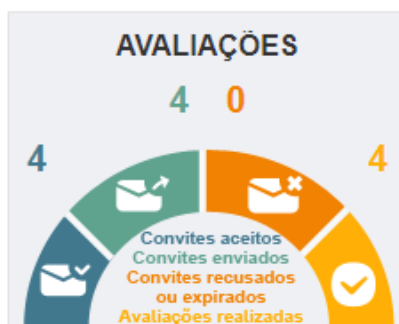 AVALIAÇÕES
4 0
4 4
Convites aceitos
Convites enviados
Convites recusados
ou expirados
Avaliações realizadas